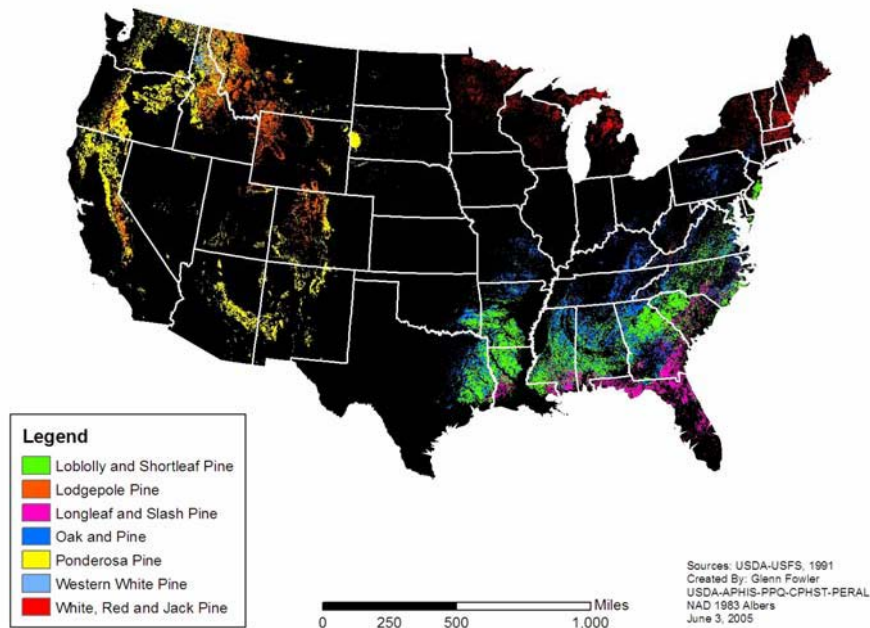 Legend
Loblolly and Shortleaf Pine
Lodgepole Pine
Longleaf and Slash Pine
Oak and Pine
Ponderosa Pine
Western White Pine
White, Red and Jack Pine
Miles
0 250 500 1,000
Sources: USDA-USFS, 1991
Created By: Glenn Fowler
USDA-APHIS-PPQ-CPHST-PERAL
NAD 1983 Albers
June 3, 2005